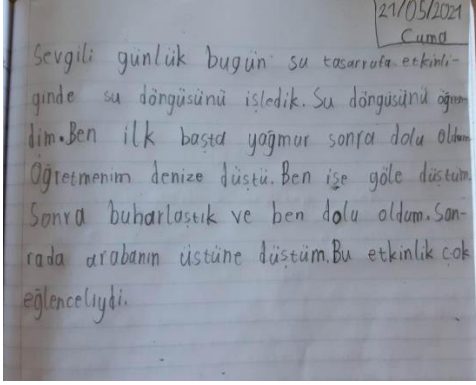 21/05/2021
Cuma
Sevgili günlük bugün su tasarrufu etkinli-
ginde su döngüsünü işledik. Su döngüsünü öğren
dim. Ben ilk başta yağmur sonra dolu oldum
Öğretmenim denize düştü. Ben işe göle düştüm.
Sonra buharlaştık ve ben dolu oldum. Son-
rada arabanın üstüne düştüm. Bu etkinlik çok
eğlenceliydi.